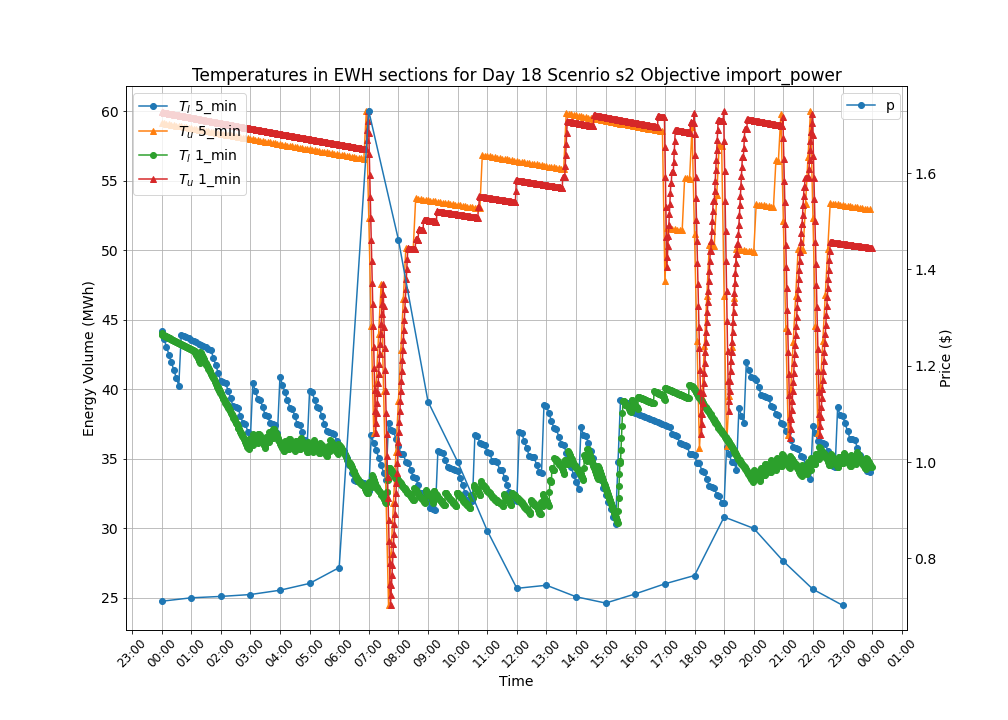 Temperatures in EWH sections for Day 18 Scenrio s2 Objective import_power
T_l 5_min
T_u 5_min
T_l 1_min
T_u 1_min
p
60
55
50
45
40
35
30
25
Energy Volume (MWh)
1.6
1.4
1.2
1.0
0.8
Price ($)
23:00 00:00 01:00 02:00 03:00 04:00 05:00 06:00 07:00 08:00 09:00 10:00 11:00 12:00 13:00 14:00 15:00 16:00 17:00 18:00 19:00 20:00 21:00 22:00 23:00 00:00 01:00
Time